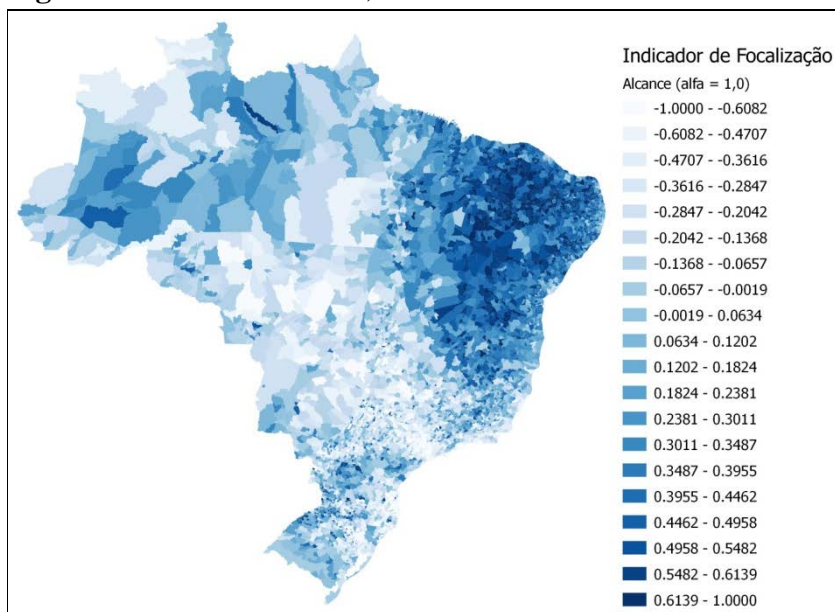 Indicador de Focalização
Alcance (alfa = 1,0)
-1.0000 - -0.6082
-0.6082 - -0.4707
-0.4707 - -0.3616
-0.3616 - -0.2847
-0.2847 - -0.2042
-0.2042 - -0.1368
-0.1368 - -0.0657
-0.0657 - -0.0019
-0.0019 - 0.0634
0.0634 - 0.1202
0.1202 - 0.1824
0.1824 - 0.2381
0.2381 - 0.3011
0.3011 - 0.3487
0.3487 - 0.3955
0.3955 - 0.4462
0.4462 - 0.4958
0.4958 - 0.5482
0.5482 - 0.6139
0.6139 - 1.0000